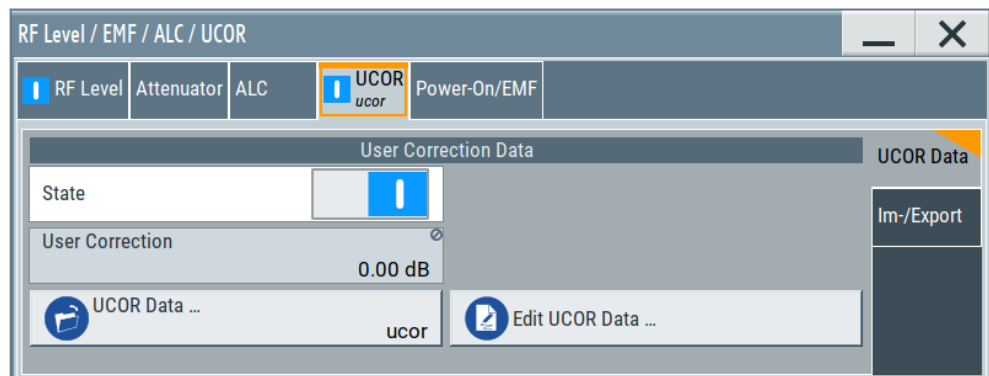 RF Level / EMF / ALC / UCOR
RF Level
Attenuator
ALC
UCOR
ucor
Power-On/EMF
User Correction Data
UCOR Data
State
Im-/Export
User Correction
0.00 dB
UCOR Data ...
ucor
Edit UCOR Data ...